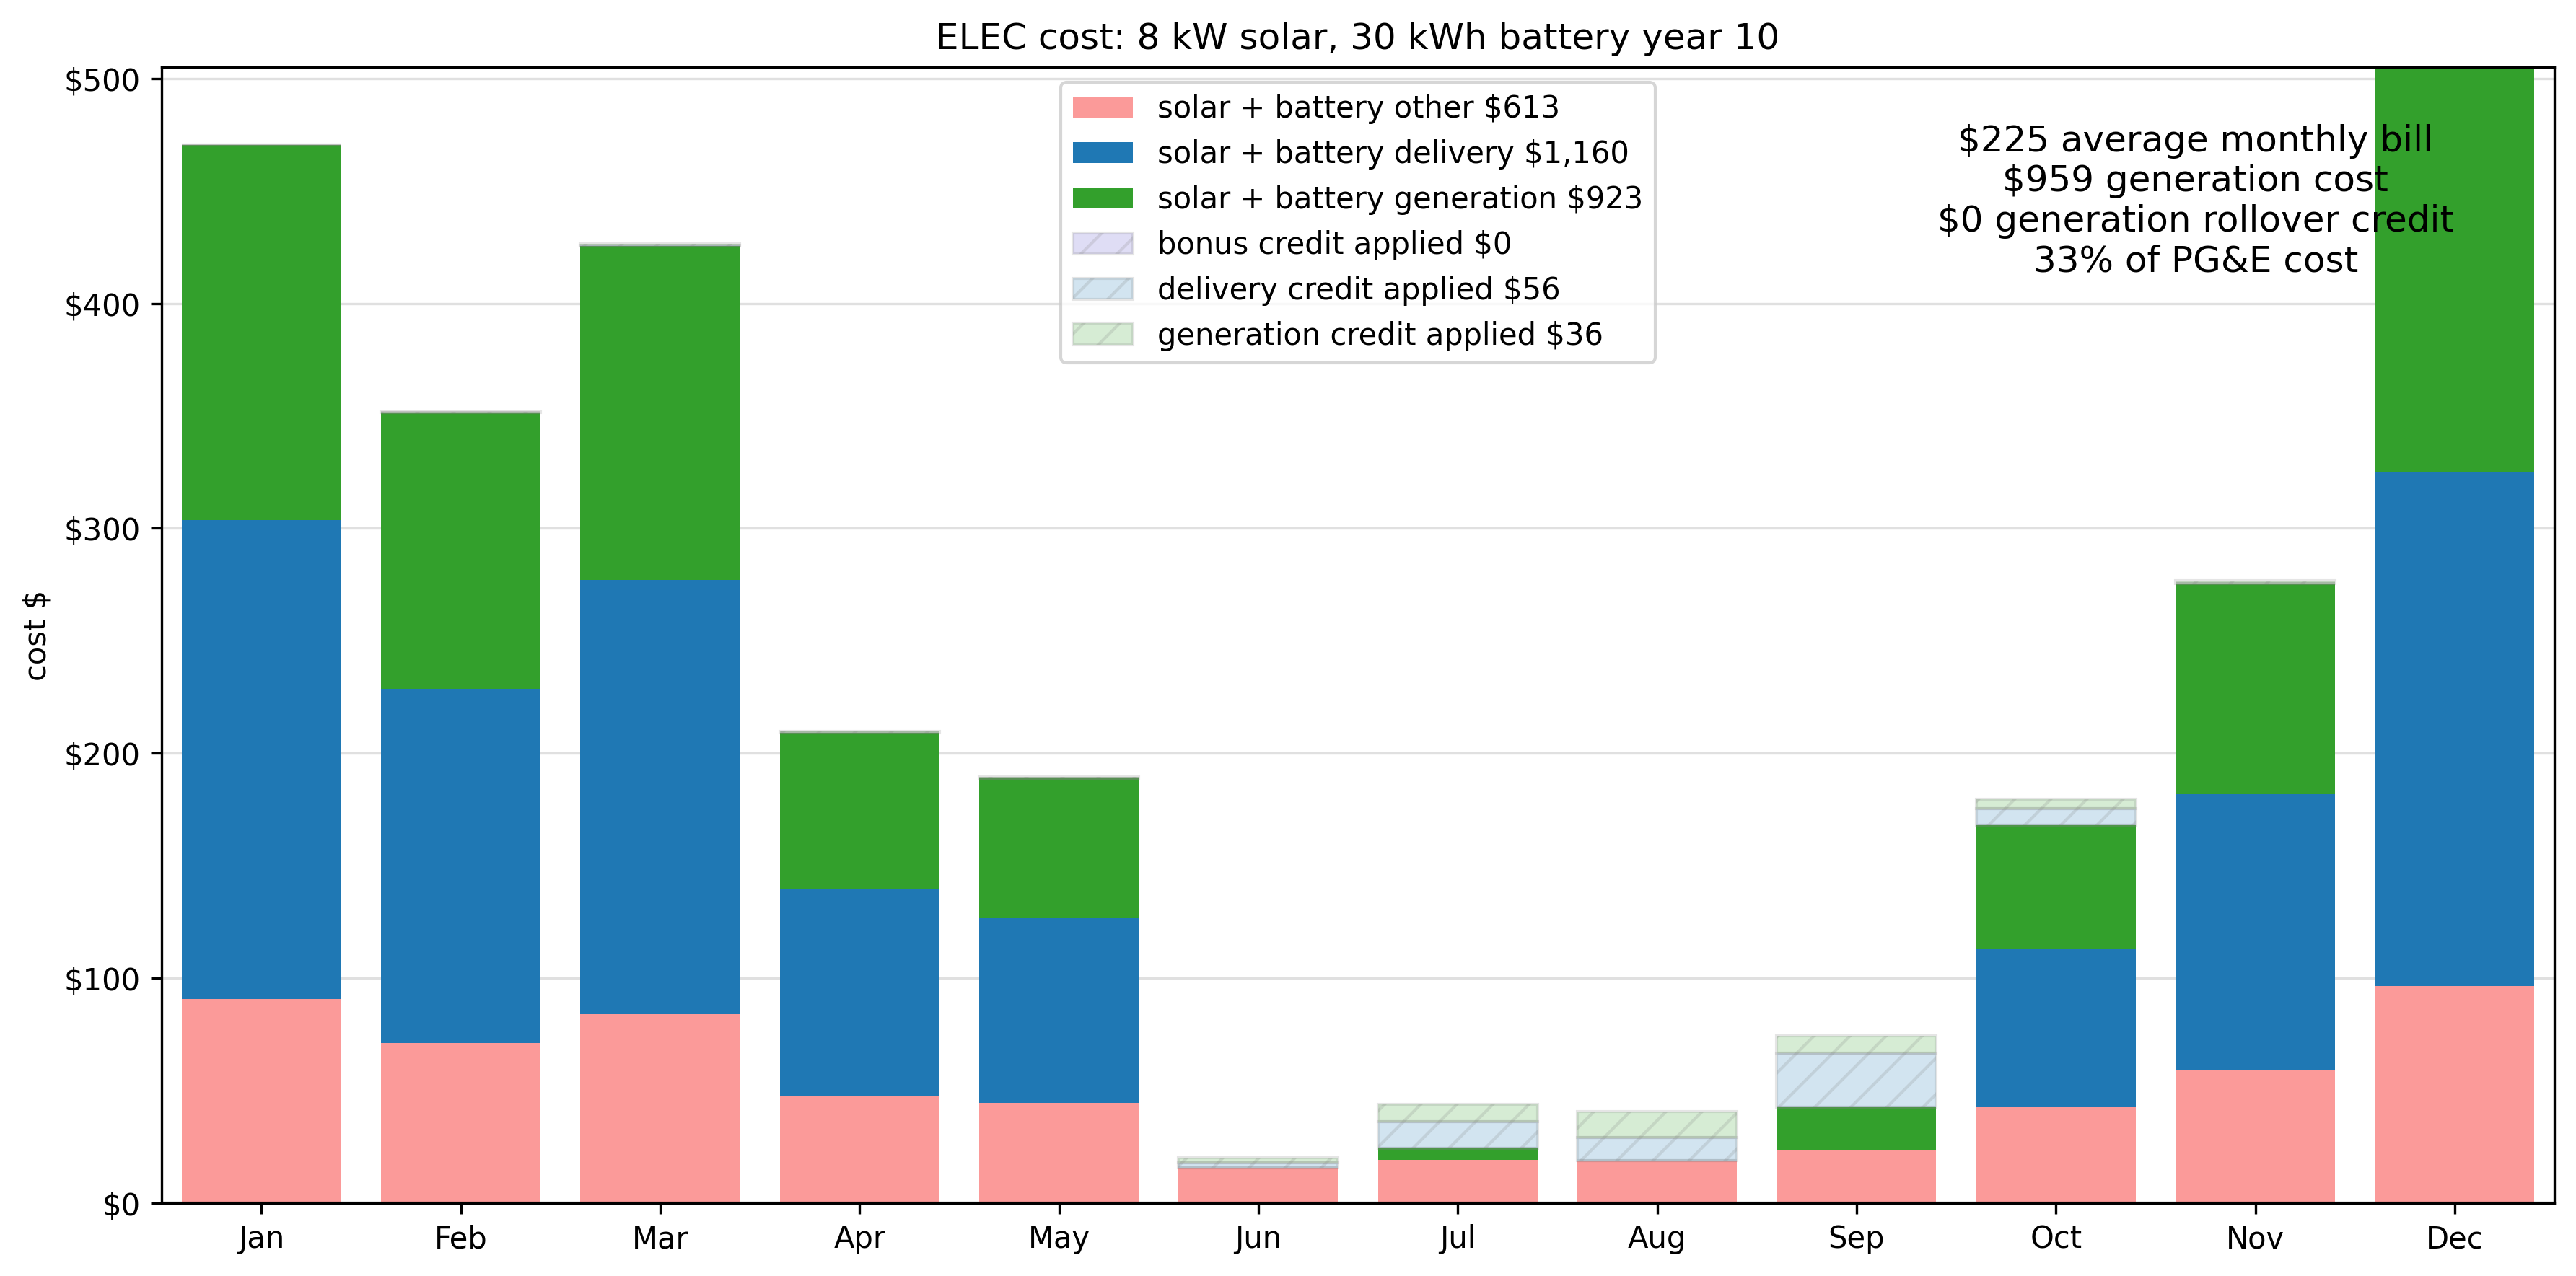 ELEC cost: 8 kW solar, 30 kWh battery year 10
$500
$400
$300
$200
$100
$0
cost $
solar + battery other $613
solar + battery delivery $1,160
solar + battery generation $923
bonus credit applied $0
delivery credit applied $56
generation credit applied $36
$225 average monthly bill
$959 generation cost
$0 generation rollover credit
33% of PG&E cost
Jan Feb Mar Apr May Jun Jul Aug Sep Oct Nov Dec